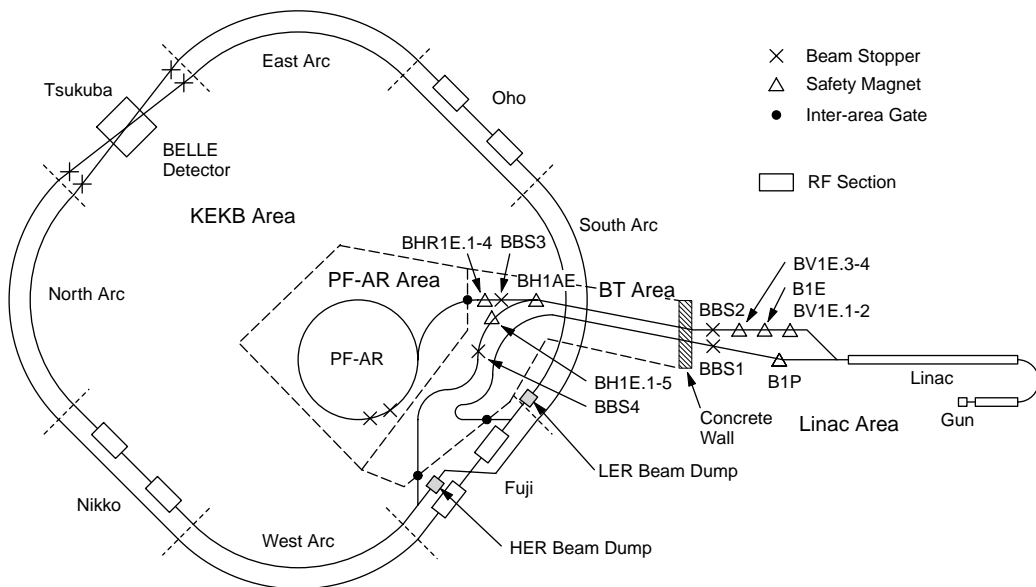 East Arc
Tsukuba
Oho
BELLE
Detector
KEKB Area
Beam Stopper
Safety Magnet
Inter-area Gate
RF Section
South Arc
BHR1E.1-4
BBS3
PF-AR Area
BH1AE
BT Area
BV1E.3-4
B1E
BV1E.1-2
BBS2
North Arc
PF-AR
BBS1
B1P
Linac
BH1E.1-5
BBS4
Concrete
Wall
Linac Area
Gun
LER Beam Dump
Fuji
Nikko
West Arc
HER Beam Dump